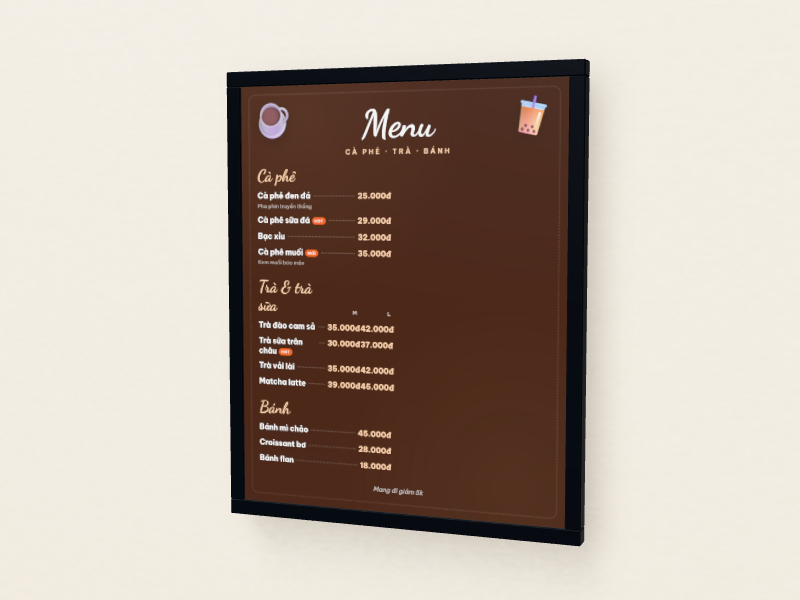 Menu
CÀ PHÊ · TRÀ · BÁNH
Cà phê
Cà phê đen đá 25.000đ
Pha phin truyền thống
Cà phê sữa đá HOT 29.000đ
Bạc xỉu 32.000đ
Cà phê muối MỚI 35.000đ
Kem muối béo mặn
Trà & trà
sữa M L
Trà đào cam sả 35.000đ42.000đ
Trà sữa trân 30.000đ37.000đ
châu HOT
Trà vải lài 35.000đ42.000đ
Matcha latte 39.000đ45.000đ
Bánh
Bánh mì chảo 45.000đ
Croissant bơ 28.000đ
Bánh flan 18.000đ
Mang đi giảm 5k